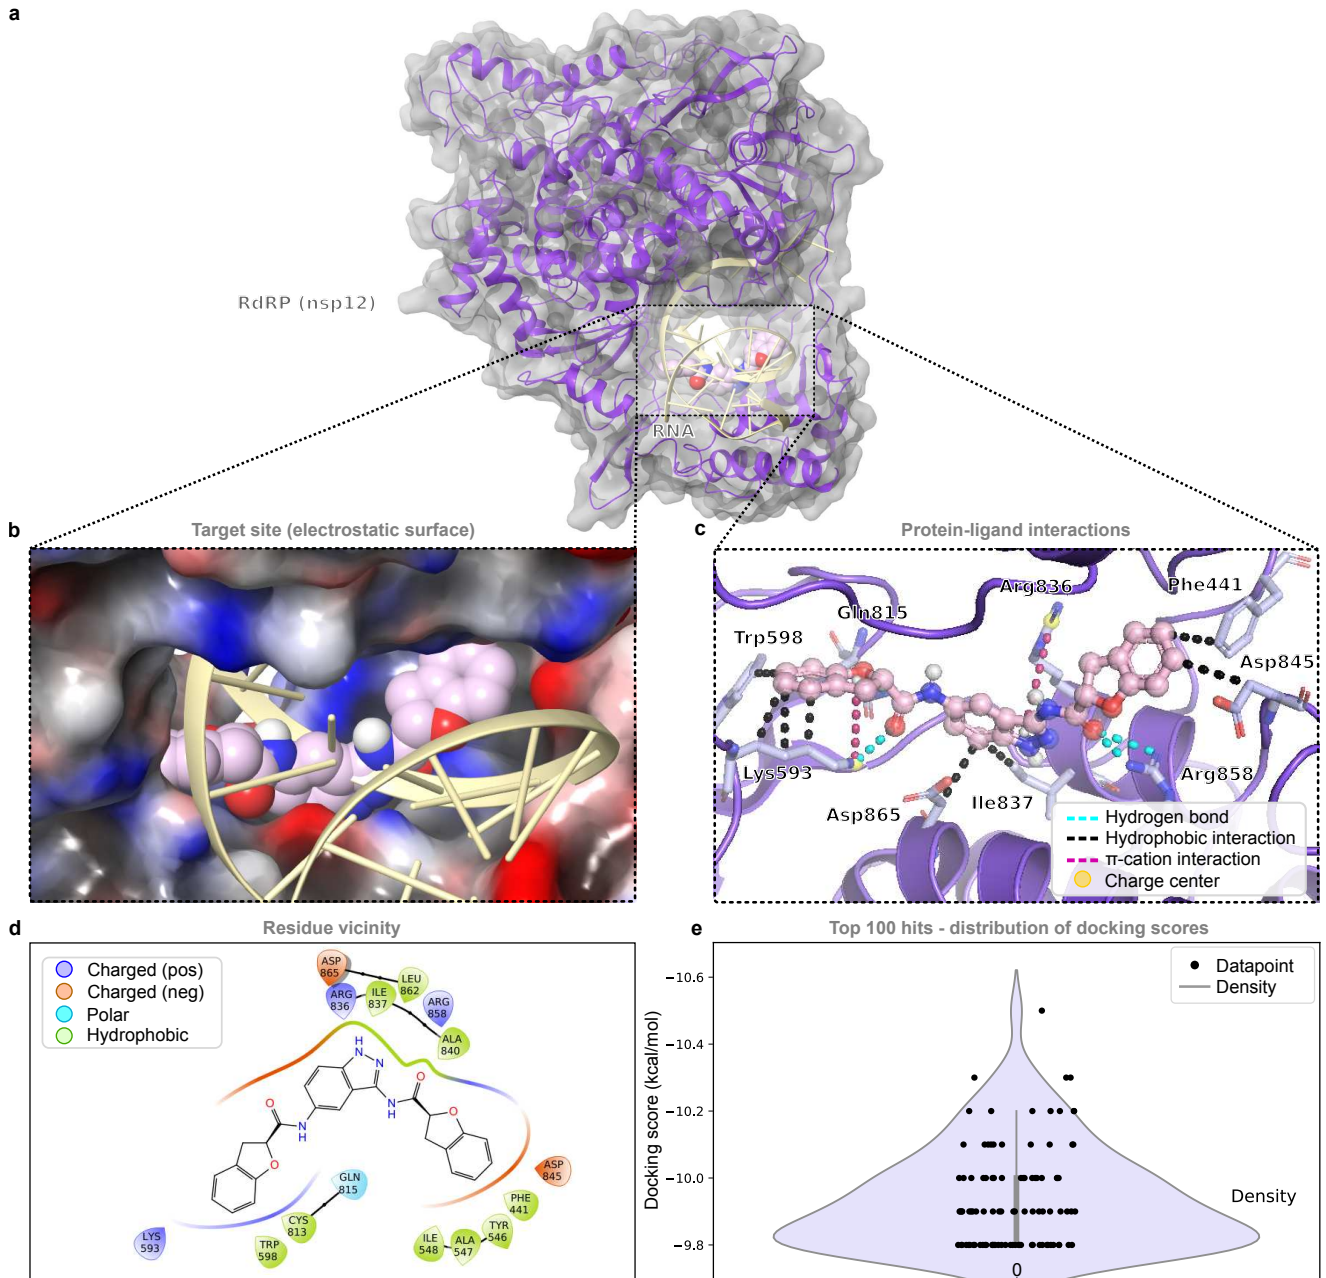 a
RdRP (nsp12)
RNA
b
Target site (electrostatic surface)
c
Protein-ligand interactions
Arg836
Phe441
Gln815
Trp598
Asp845
Lys593
Asp865
Ile837
Arg858
Hydrogen bond
Hydrophobic interaction
π-cation interaction
Charge center
d
Residue vicinity
Charged (pos)
Charged (neg)
Polar
Hydrophobic
ASP
865
LEU
862
ARG
836
ILE
837
ARG
858
ALA
840
H
N
N
O
N
H
O
N
H
O
O
GLN
815
ASP
845
PHE
441
CYS
813
TYR
546
LYS
593
TRP
598
ILE
548
ALA
547
e
Top 100 hits - distribution of docking scores
Datapoint
Density
Docking score (kcal/mol)
−10.6
−10.4
−10.2
−10.0
−9.8
Density
0